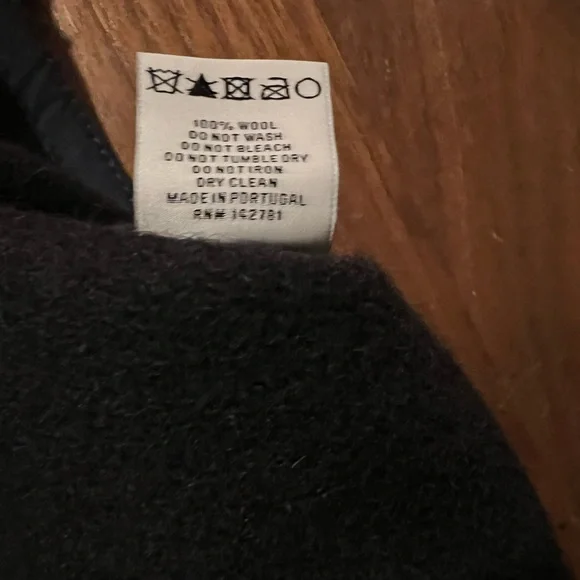 100% WOOL
DO NOT WASH
DO NOT BLEACH
DO NOT TUMBLE DRY
DO NOT IRON
DRY CLEAN
MADE IN PORTUGAL
RN# 142781